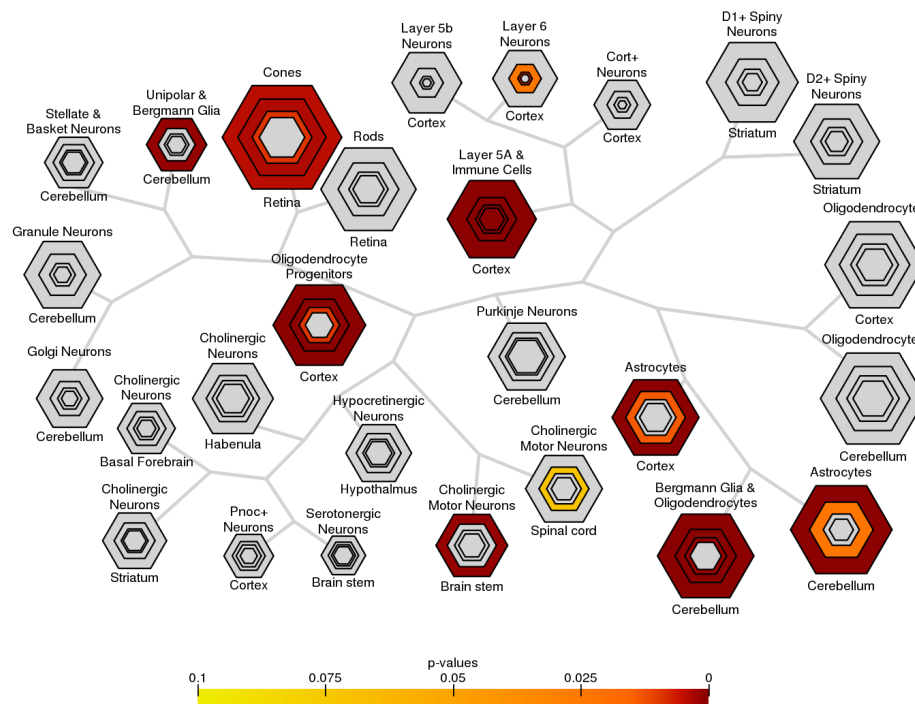 Layer 5b
Neurons
Cortex
Layer 6
Neurons
Cortex
Cort+
Neurons
Cortex
D1+ Spiny
Neurons
Striatum
D2+ Spiny
Neurons
Striatum
Stellate &
Basket Neurons
Cerebellum
Unipolar &
Bergmann Glia
Cerebellum
Cones
Retina
Rods
Retina
Layer 5A &
Immune Cells
Cortex
Granule Neurons
Cerebellum
Oligodendrocyte
Progenitors
Cortex
Oligodendrocyte
Cortex
Purkinje Neurons
Cerebellum
Golgi Neurons
Cerebellum
Cholinergic
Neurons
Basal Forebrain
Cholinergic
Neurons
Habenula
Hypocretinergic
Neurons
Hypothalmus
Astrocytes
Cortex
Oligodendrocyte
Cerebellum
Cholinergic
Neurons
Striatum
Pnoc+
Neurons
Cortex
Serotonergic
Neurons
Brain stem
Cholinergic
Motor Neurons
Brain stem
Cholinergic
Motor Neurons
Spinal cord
Bergmann Glia &
Oligodendrocytes
Cerebellum
Astrocytes
Cerebellum
p-values
0.1 0.075 0.05 0.025 0